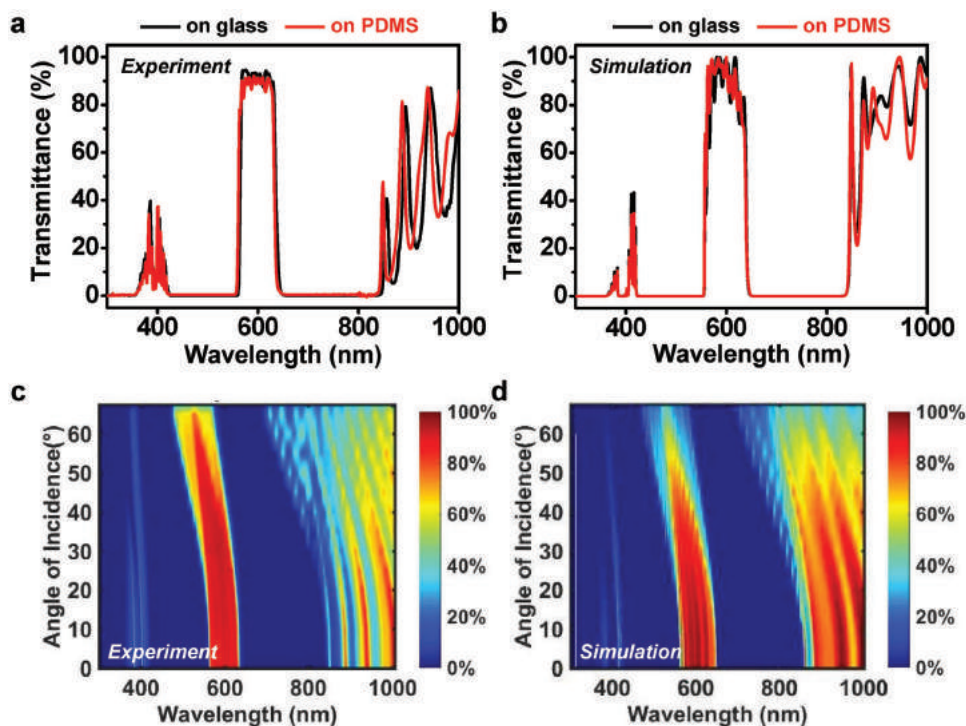 a
on glass on PDMS
Experiment
Transmittance (%)
100
80
60
40
20
0
400 600 800 1000
Wavelength (nm)
b
on glass on PDMS
Simulation
Transmittance (%)
100
80
60
40
20
0
400 600 800 1000
Wavelength (nm)
c
Angle of Incidence(°)
60
50
40
30
20
10
0
Experiment
400 600 800 1000
Wavelength (nm)
100%
80%
60%
40%
20%
0%
d
Angle of Incidence(°)
60
50
40
30
20
10
0
Simulation
400 600 800 1000
Wavelength (nm)
100%
80%
60%
40%
20%
0%